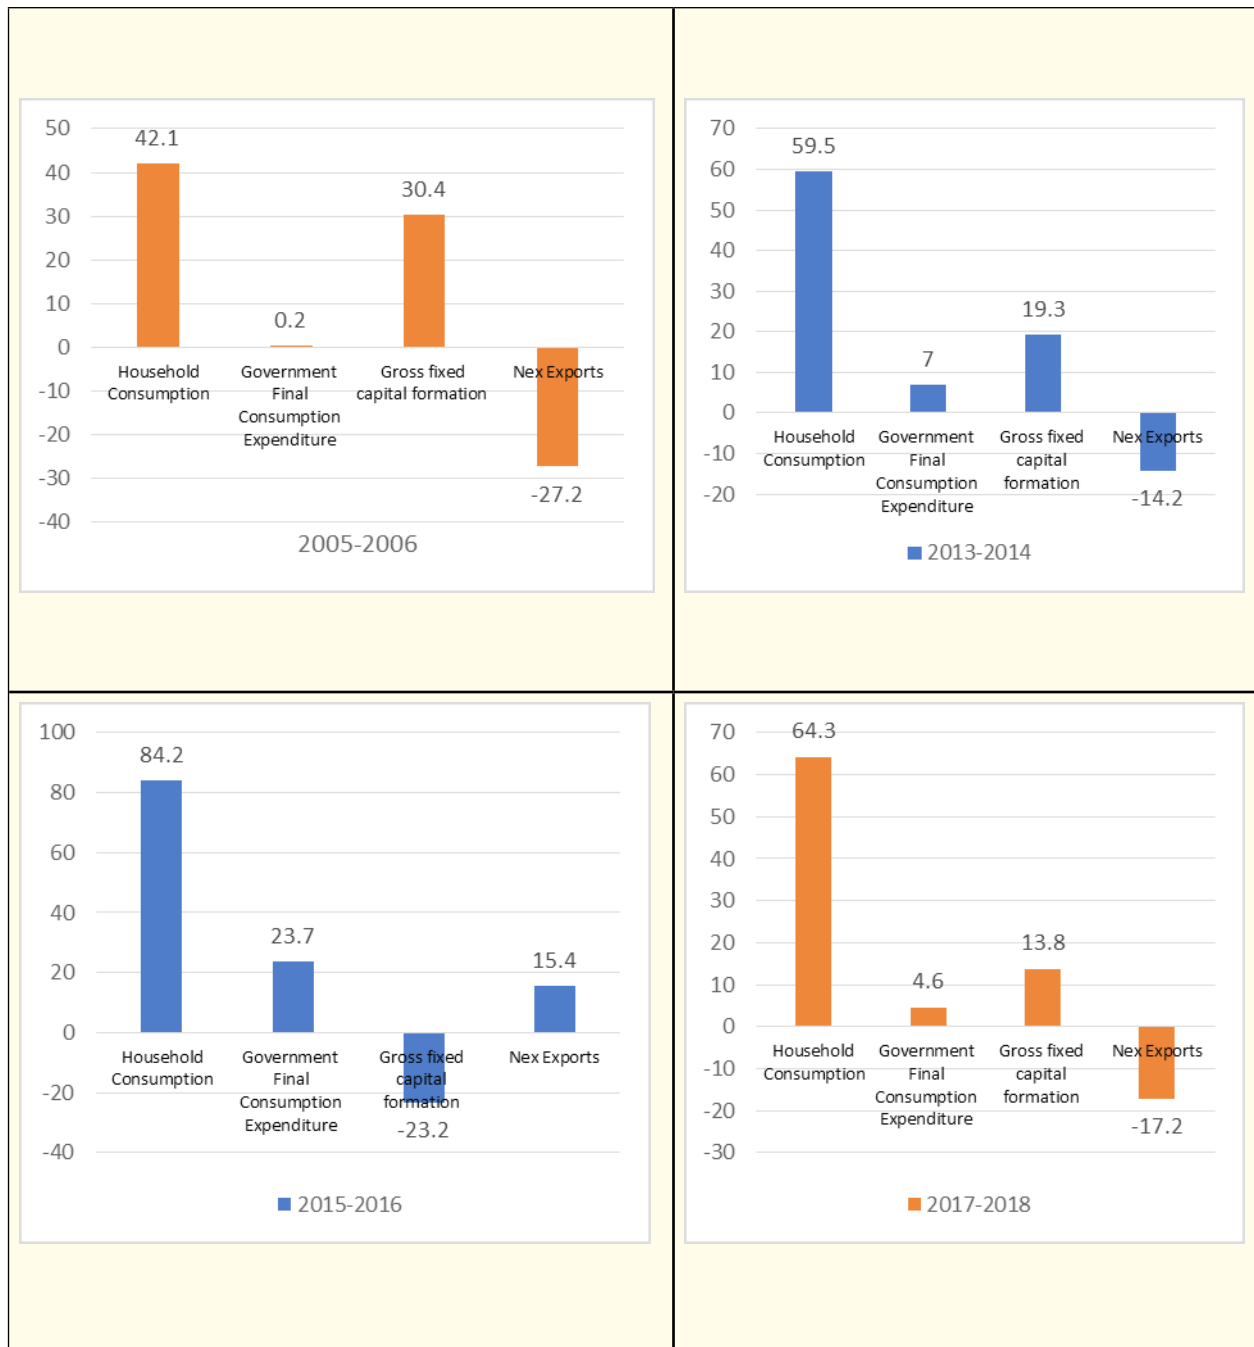 50
40
30
20
10
0
-10
-20
-30
-40
42.1
0.2
30.4
-27.2
Household
Consumption
Government
Final
Consumption
Expenditure
Gross fixed
capital formation
Nex Exports
2005-2006
70
60
50
40
30
20
10
0
-10
-20
59.5
7
19.3
-14.2
Household
Consumption
Government
Final
Consumption
Expenditure
Gross fixed
capital
formation
Nex Exports
2013-2014
100
80
60
40
20
0
-20
-40
84.2
23.7
-23.2
15.4
Household
Consumption
Government
Final
Consumption
Expenditure
Gross fixed
capital
formation
Nex Exports
2015-2016
70
60
50
40
30
20
10
0
-10
-20
-30
64.3
4.6
13.8
-17.2
Household
Consumption
Government
Final
Consumption
Expenditure
Gross fixed
capital
formation
Nex Exports
2017-2018